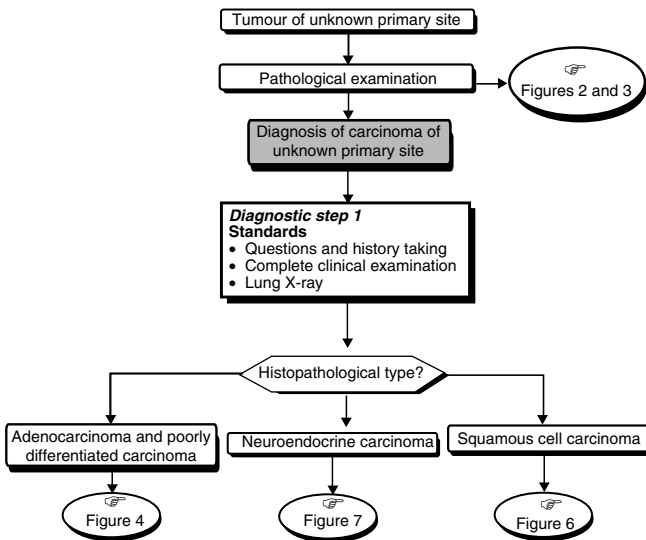 Tumour of unknown primary site
Pathological examination
☞
Figures 2 and 3
Diagnosis of carcinoma of
unknown primary site
Diagnostic step 1
Standards
• Questions and history taking
• Complete clinical examination
• Lung X-ray
Histopathological type?
Adenocarcinoma and poorly
differentiated carcinoma
Neuroendocrine carcinoma
Squamous cell carcinoma
☞
Figure 4
☞
Figure 7
☞
Figure 6